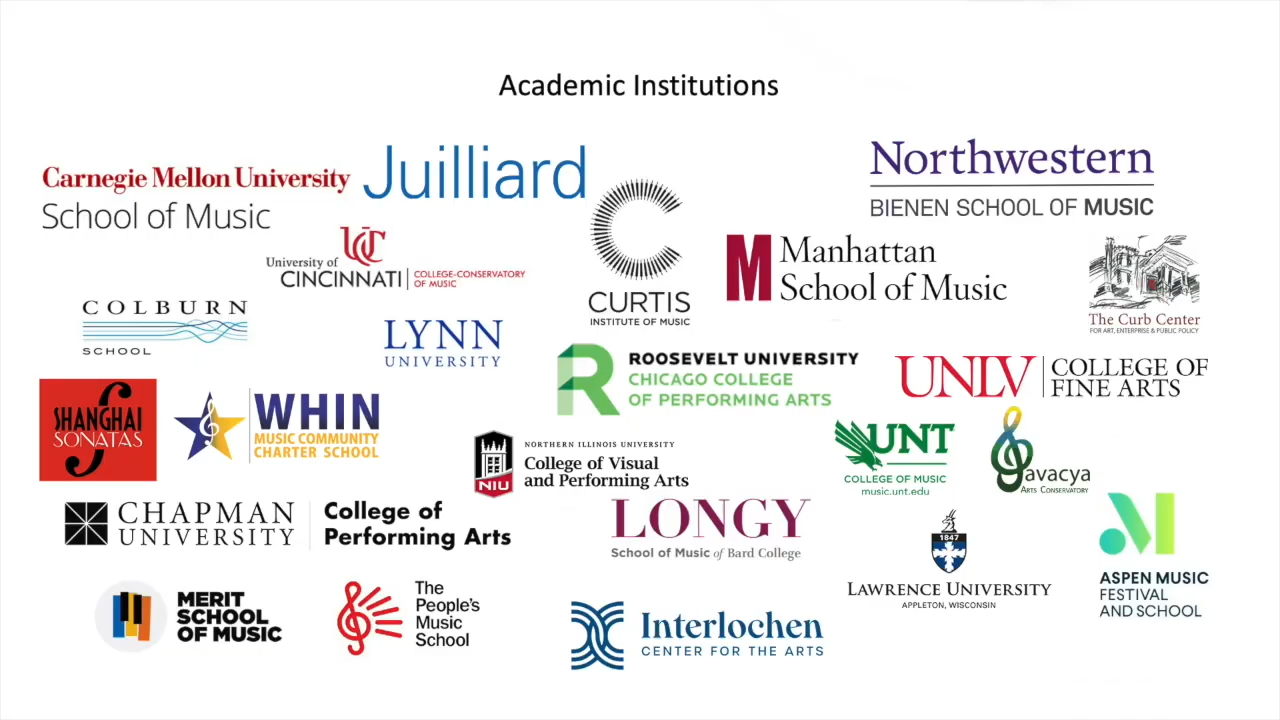 Academic Institutions
Carnegie Mellon University
School of Music
Juilliard
Northwestern
BIENEN SCHOOL OF MUSIC
UC
University of
CINCINNATI
COLLEGE-CONSERVATORY
OF MUSIC
C
CURTIS
INSTITUTE OF MUSIC
M
Manhattan
School of Music
The Curb Center
FOR ART, ENTERPRISE & PUBLIC POLICY
COLBURN
SCHOOL
LYNN
UNIVERSITY
R
ROOSEVELT UNIVERSITY
CHICAGO COLLEGE
OF PERFORMING ARTS
UNLV
COLLEGE OF
FINE ARTS
SHANGHAI
SONATAS
WHIN
MUSIC COMMUNITY
CHARTER SCHOOL
NIU
NORTHERN ILLINOIS UNIVERSITY
College of Visual
and Performing Arts
UNT
COLLEGE OF MUSIC
music.unt.edu
avacya
ARTS CONSERVATORY
CHAPMAN
UNIVERSITY
College of
Performing Arts
LONGY
School of Music of Bard College
1847
LAWRENCE UNIVERSITY
APPLETON, WISCONSIN
ASPEN MUSIC
FESTIVAL
AND SCHOOL
MERIT
SCHOOL
OF MUSIC
The
People's
Music
School
Interlochen
CENTER FOR THE ARTS